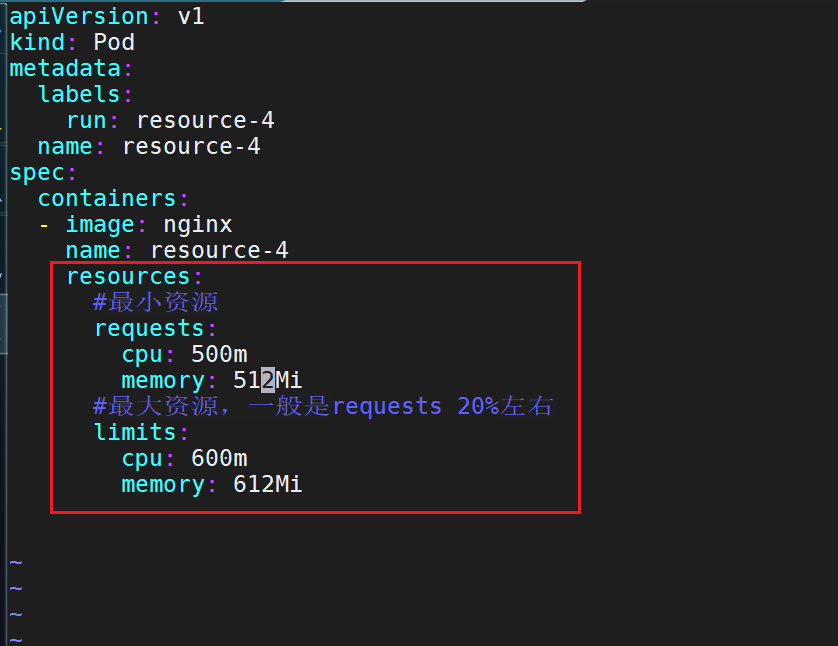 apiVersion: v1
kind: Pod
metadata:
  labels:
    run: resource-4
  name: resource-4
spec:
  containers:
  - image: nginx
    name: resource-4
    resources:
      #最小资源
      requests:
        cpu: 500m
        memory: 512Mi
      #最大资源，一般是requests 20%左右
      limits:
        cpu: 600m
        memory: 612Mi
~
~
~
~